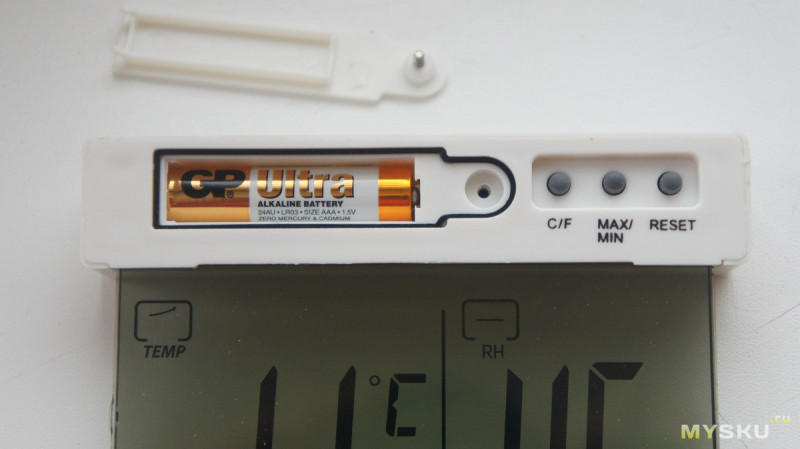 GP Ultra
ALKALINE BATTERY
24AU • LR03 • SIZE AAA • 1.5V
ZERO MERCURY & CADMIUM
C/F MAX/MIN RESET
TEMP
RH
°C
MYSKU.ru